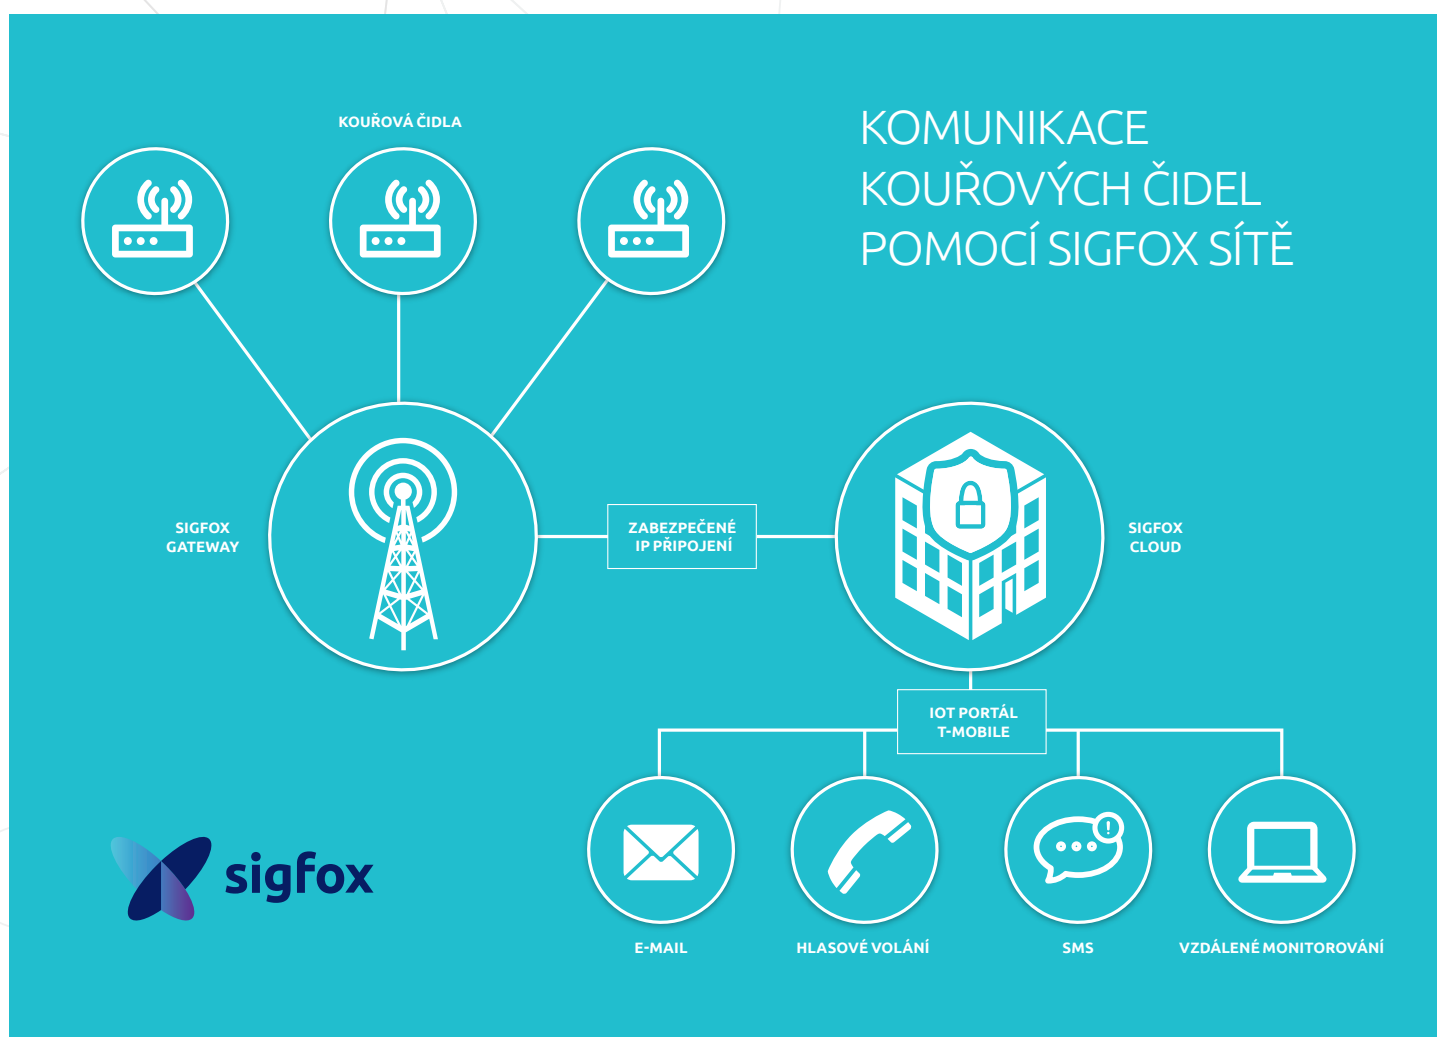 KOUŘOVÁ ČIDLA
KOMUNIKACE
KOUŘOVÝCH ČIDEL
POMOCÍ SIGFOX SÍTĚ
SIGFOX
GATEWAY
ZABEZPEČENÉ
IP PŘIPOJENÍ
SIGFOX
CLOUD
IOT PORTÁL
T-MOBILE
sigfox
E-MAIL
HLASOVÉ VOLÁNÍ
SMS
VZDÁLENÉ MONITOROVÁNÍ